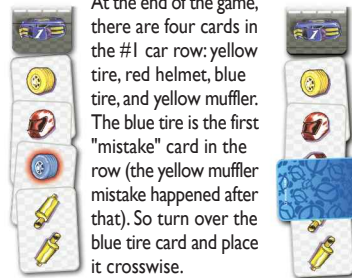 At the end of the game,
there are four cards in
the #1 car row: yellow
tire, red helmet, blue
tire, and yellow muffler.
The blue tire is the first
"mistake" card in the
row (the yellow muffler
mistake happened after
that). So turn over the
blue tire card and place
it crosswise.